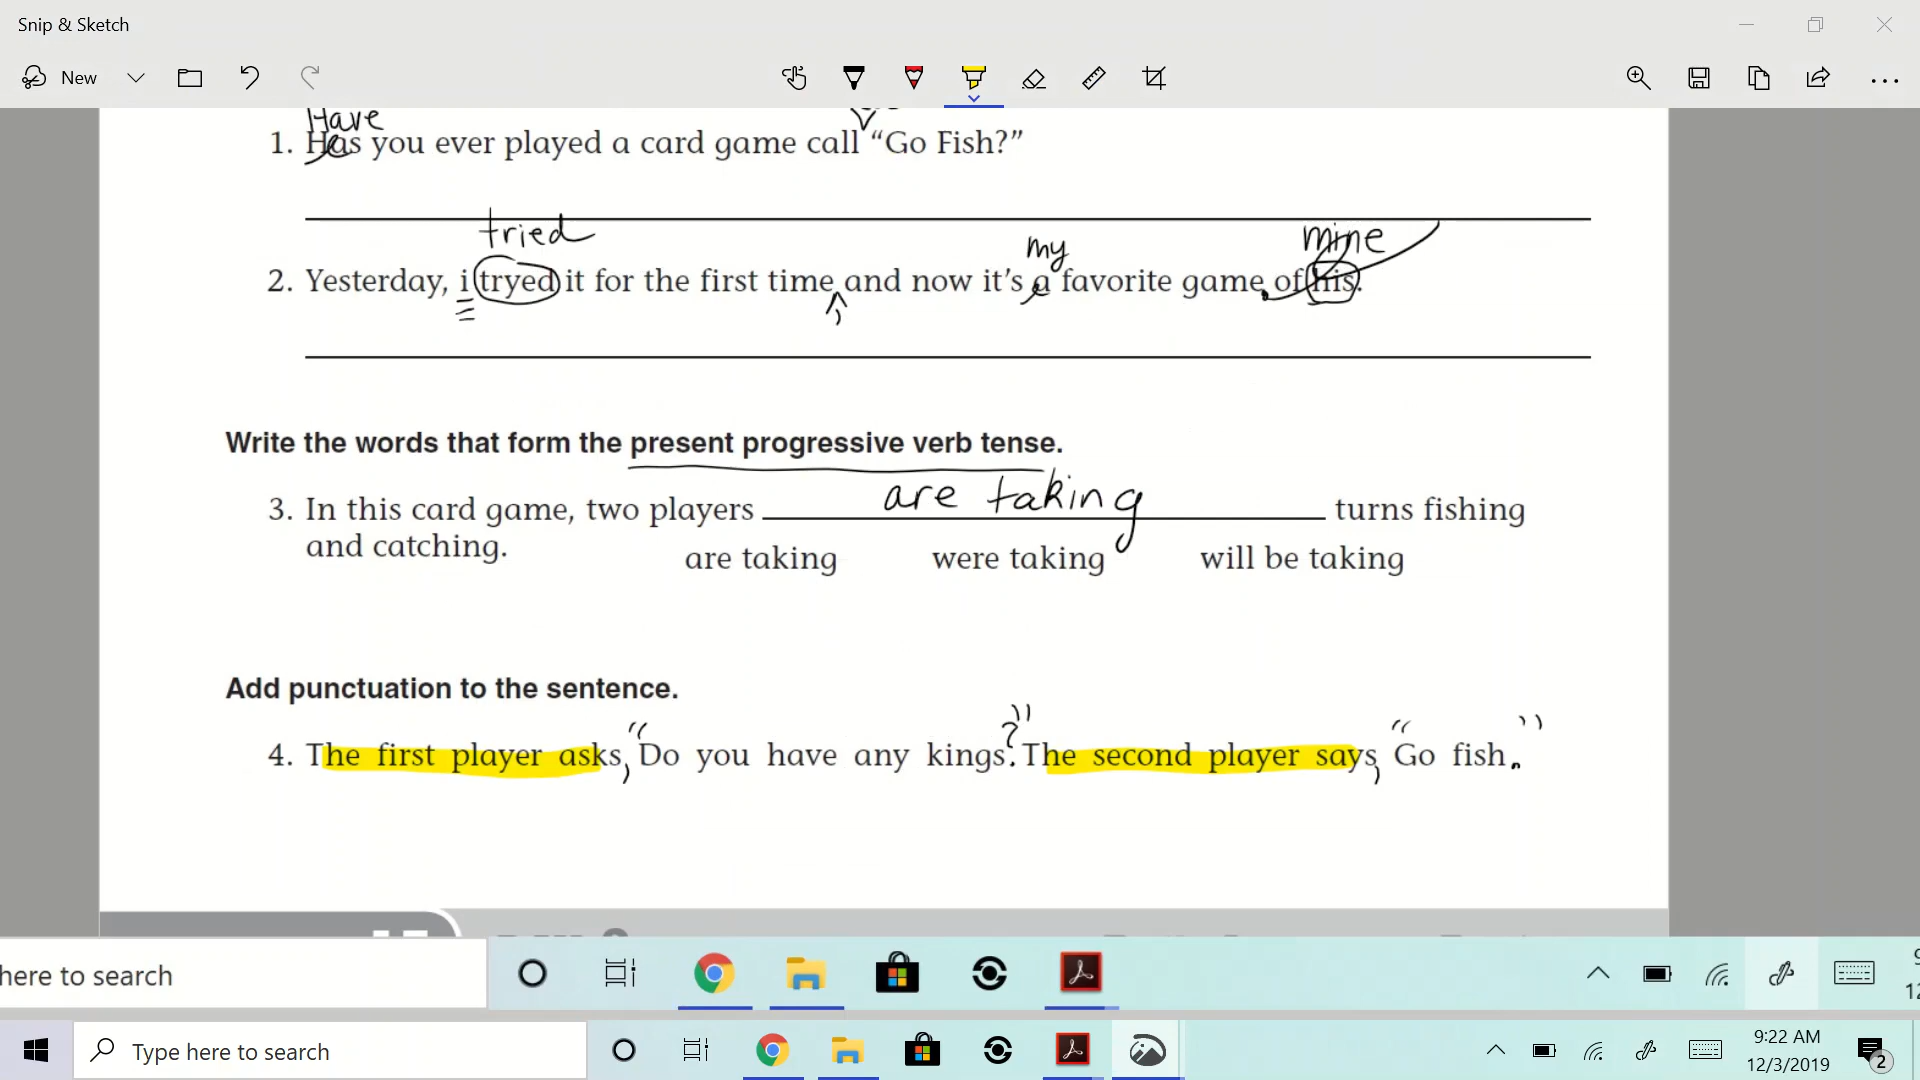 Snip & Sketch
New
Have
1. Has you ever played a card game call “Go Fish?”
tried
my
mine
2. Yesterday, i tryed it for the first time, and now it’s a favorite game. of his.
Write the words that form the present progressive verb tense.
are taking
3. In this card game, two players turns fishing
and catching.
are taking were taking will be taking
Add punctuation to the sentence.
4. The first player asks, “Do you have any kings?” The second player says, “Go fish.”
here to search
Type here to search
9:22 AM
12/3/2019
2